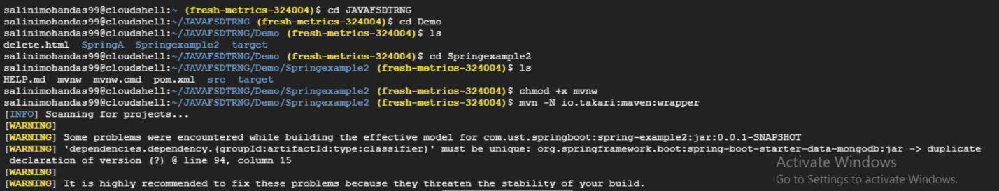 salinimohandas99@cloudshell:~ (fresh-metrics-324004)$ cd JAVAFSDTRNG
salinimohandas99@cloudshell:~/JAVAFSDTRNG (fresh-metrics-324004)$ cd Demo
salinimohandas99@cloudshell:~/JAVAFSDTRNG/Demo (fresh-metrics-324004)$ ls
delete.html  SpringA  Springexample2  target
salinimohandas99@cloudshell:~/JAVAFSDTRNG/Demo (fresh-metrics-324004)$ cd Springexample2
salinimohandas99@cloudshell:~/JAVAFSDTRNG/Demo/Springexample2 (fresh-metrics-324004)$ ls
HELP.md  mvnw  mvnw.cmd  pom.xml  src  target
salinimohandas99@cloudshell:~/JAVAFSDTRNG/Demo/Springexample2 (fresh-metrics-324004)$ chmod +x mvnw
salinimohandas99@cloudshell:~/JAVAFSDTRNG/Demo/Springexample2 (fresh-metrics-324004)$ mvn -N io.takari:maven:wrapper
[INFO] Scanning for projects...
[WARNING]
[WARNING] Some problems were encountered while building the effective model for com.ust.springboot:spring-example2:jar:0.0.1-SNAPSHOT
[WARNING] 'dependencies.dependency.(groupId:artifactId:type:classifier)' must be unique: org.springframework.boot:spring-boot-starter-data-mongodb:jar -> duplicate
declaration of version (?) @ line 94, column 15
[WARNING]
[WARNING] It is highly recommended to fix these problems because they threaten the stability of your build.
Activate Windows
Go to Settings to activate Windows.